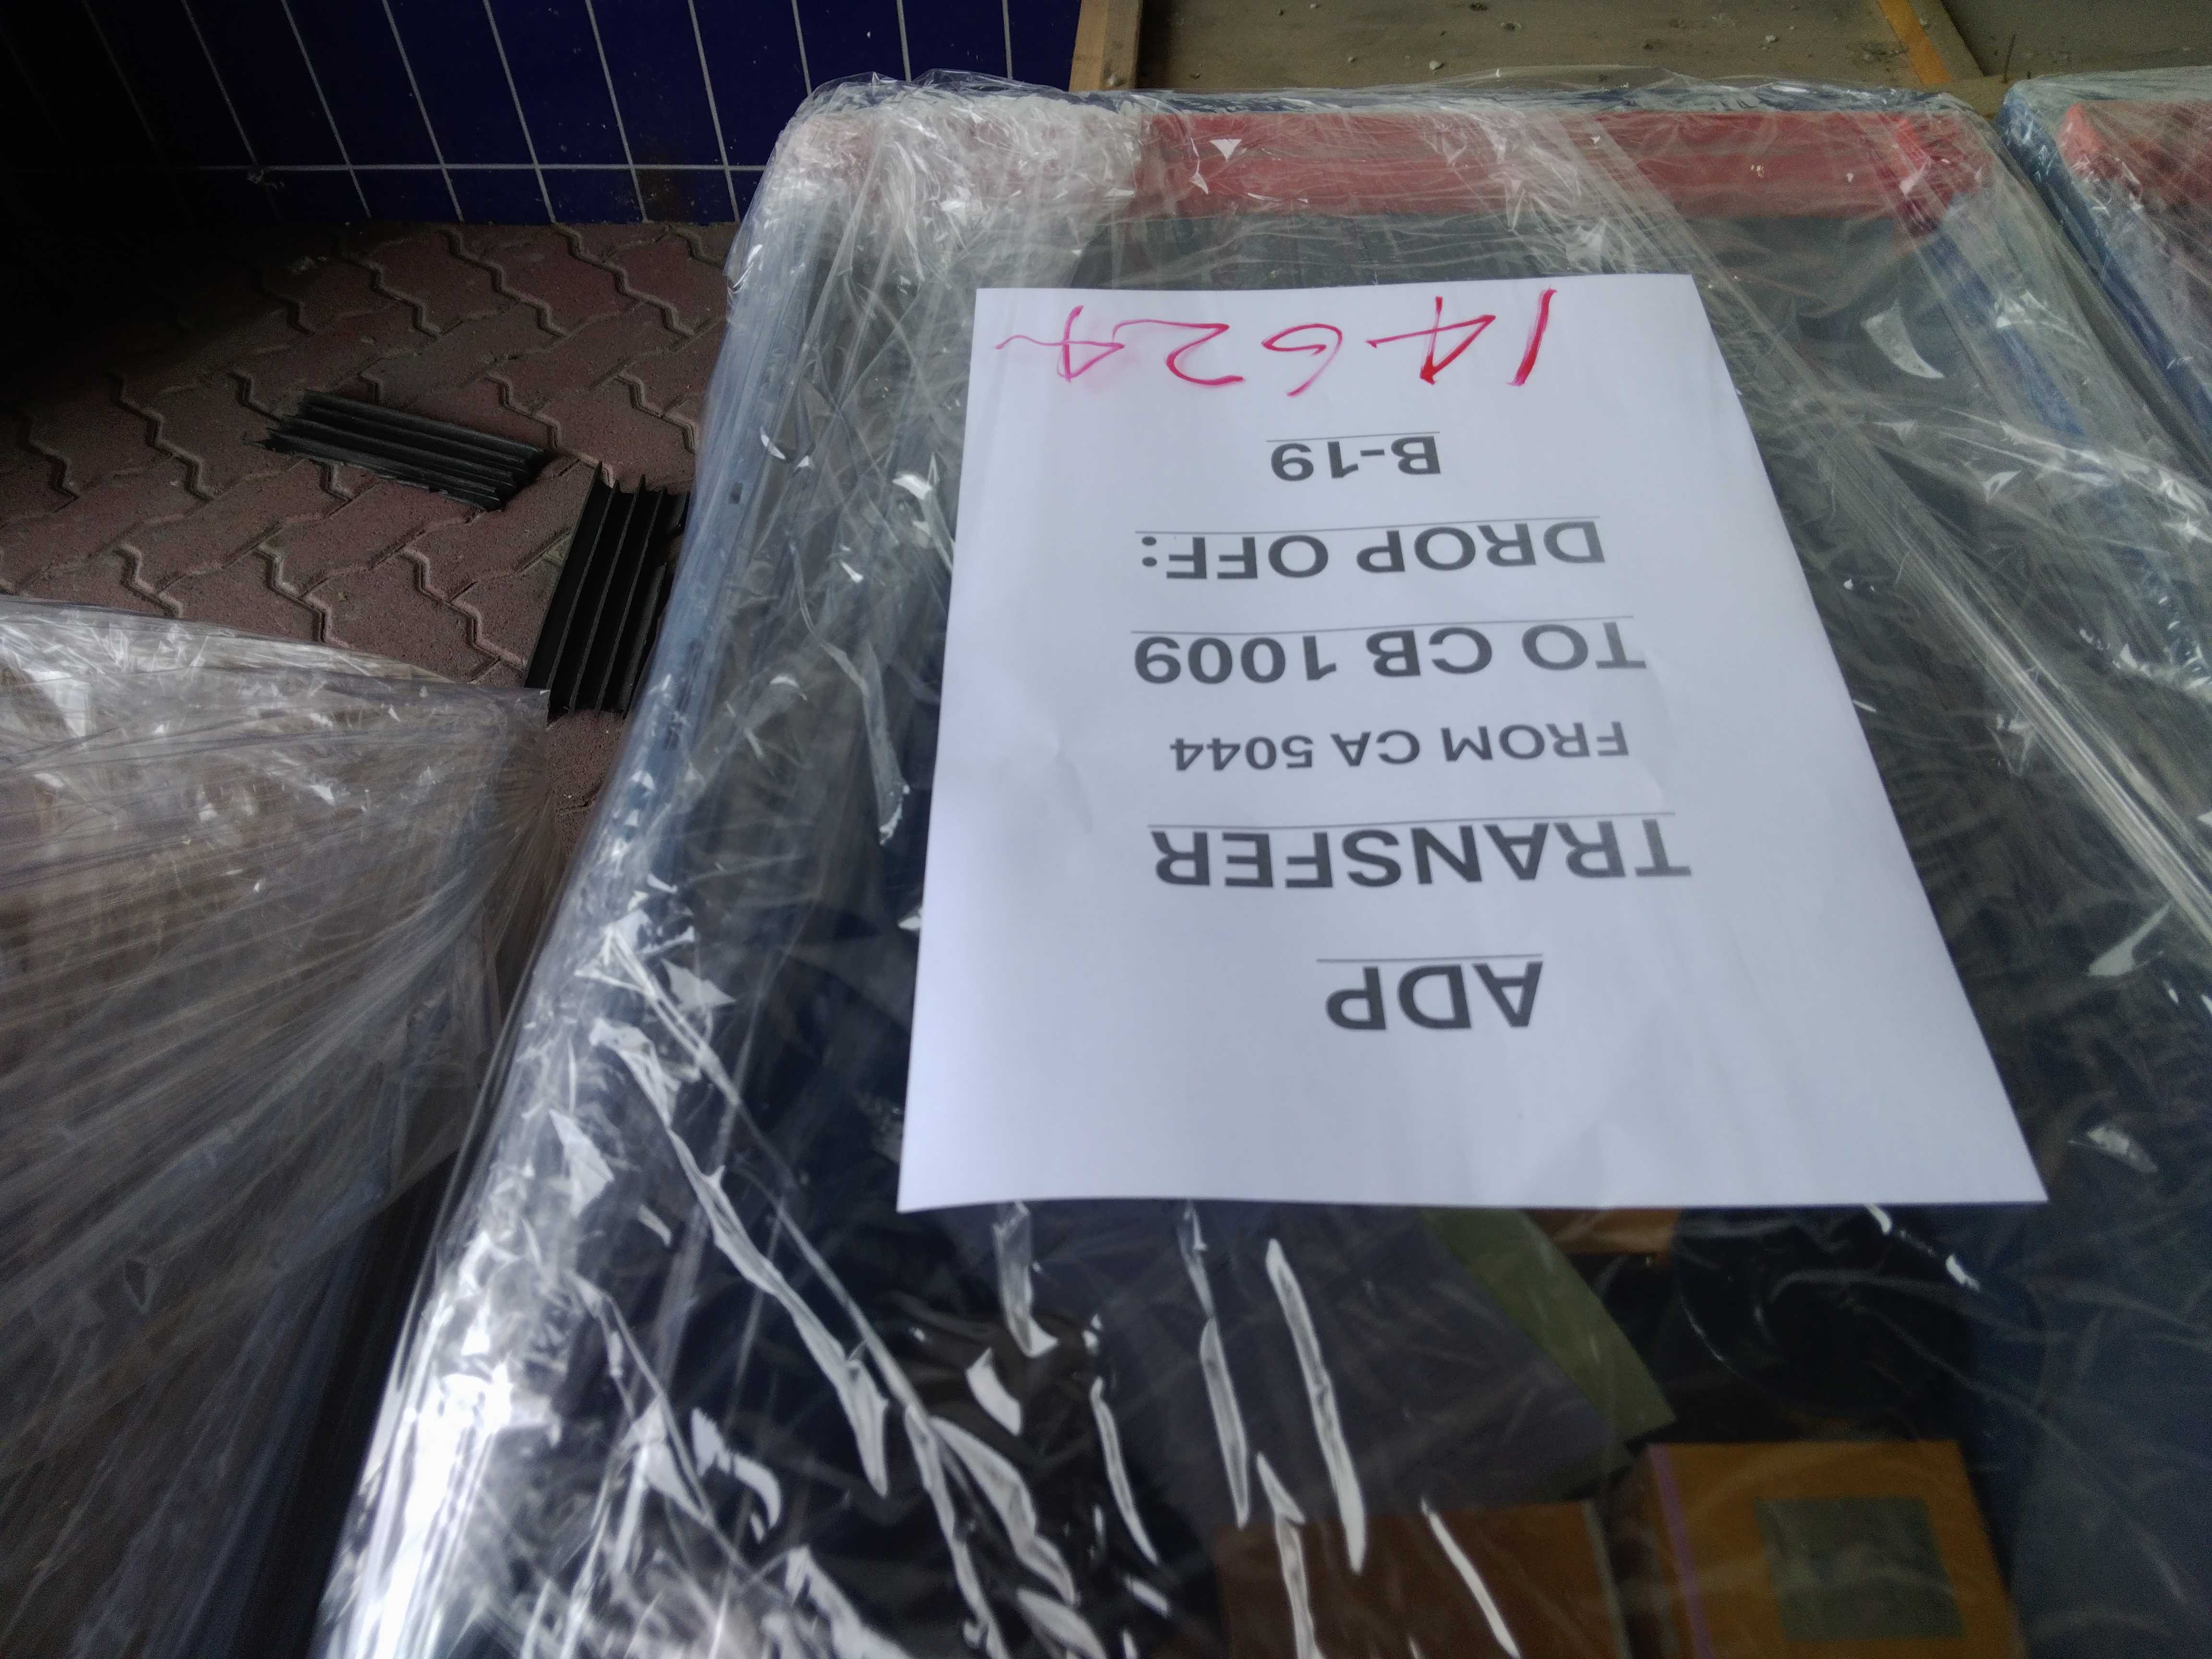 ADP
TRANSFER
FROM CA 5044
TO CB 1009
DROP OFF:
B-19
14624